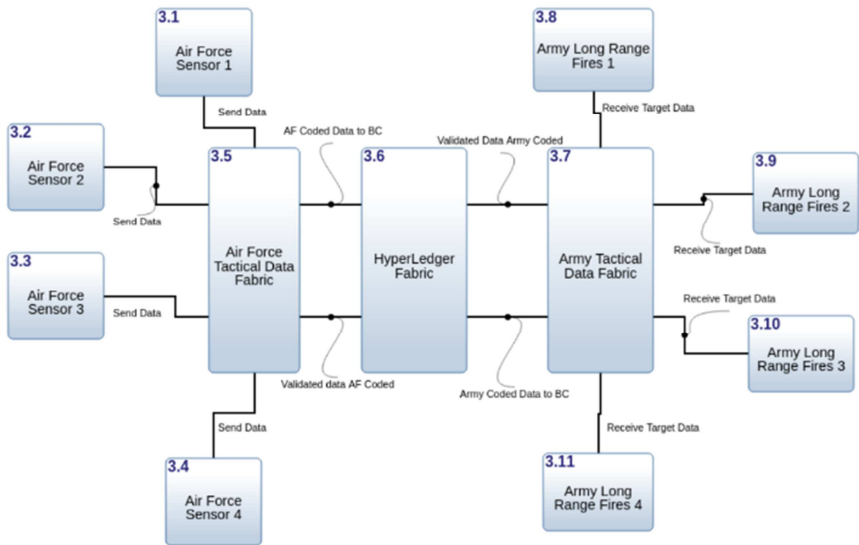 3.1
Air Force
Sensor 1
Send Data
3.8
Army Long Range
Fires 1
Receive Target Data
3.2
Air Force
Sensor 2
Send Data
AF Coded Data to BC
Validated Data Army Coded
3.5
Air Force
Tactical Data
Fabric
3.6
HyperLedger
Fabric
3.7
Army Tactical
Data Fabric
3.9
Army Long
Range Fires 2
Receive Target Data
3.3
Air Force
Sensor 3
Send Data
Receive Target Data
3.10
Army Long
Range Fires 3
Validated data AF Coded
Army Coded Data to BC
Send Data
Receive Target Data
3.4
Air Force
Sensor 4
3.11
Army Long
Range Fires 4